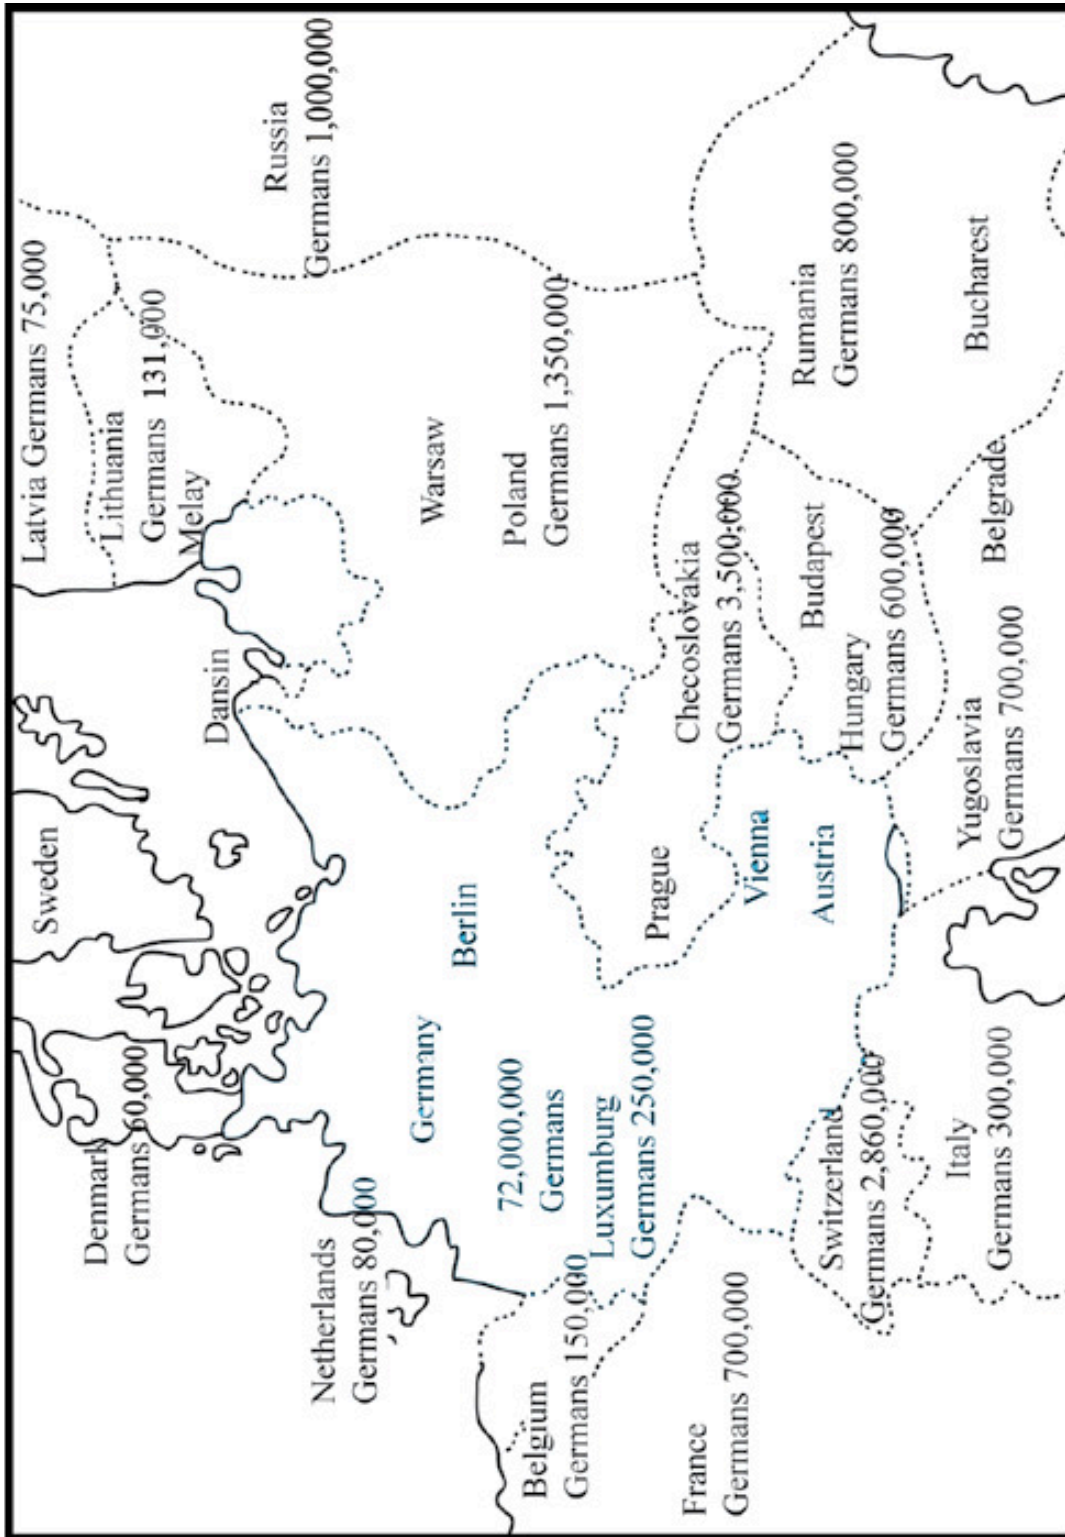 Sweden
Latvia Germans 75,000
Denmark
Germans 60,000
Lithuania
Germans 131,000
Melay
Dansin
Russia
Germans 1,000,000
Netherlands
Germans 80,000
Germany
Berlin
Warsaw
72,000,000
Germans
Poland
Germans 1,350,000
Belgium
Germans 150,000
Luxumburg
Germans 250,000
Prague
Checoslovakia
Germans 3,500,000
France
Germans 700,000
Vienna
Austria
Budapest
Hungary
Germans 600,000
Rumania
Germans 800,000
Switzerland
Germans 2,860,000
Italy
Germans 300,000
Yugoslavia
Germans 700,000
Belgrade
Bucharest